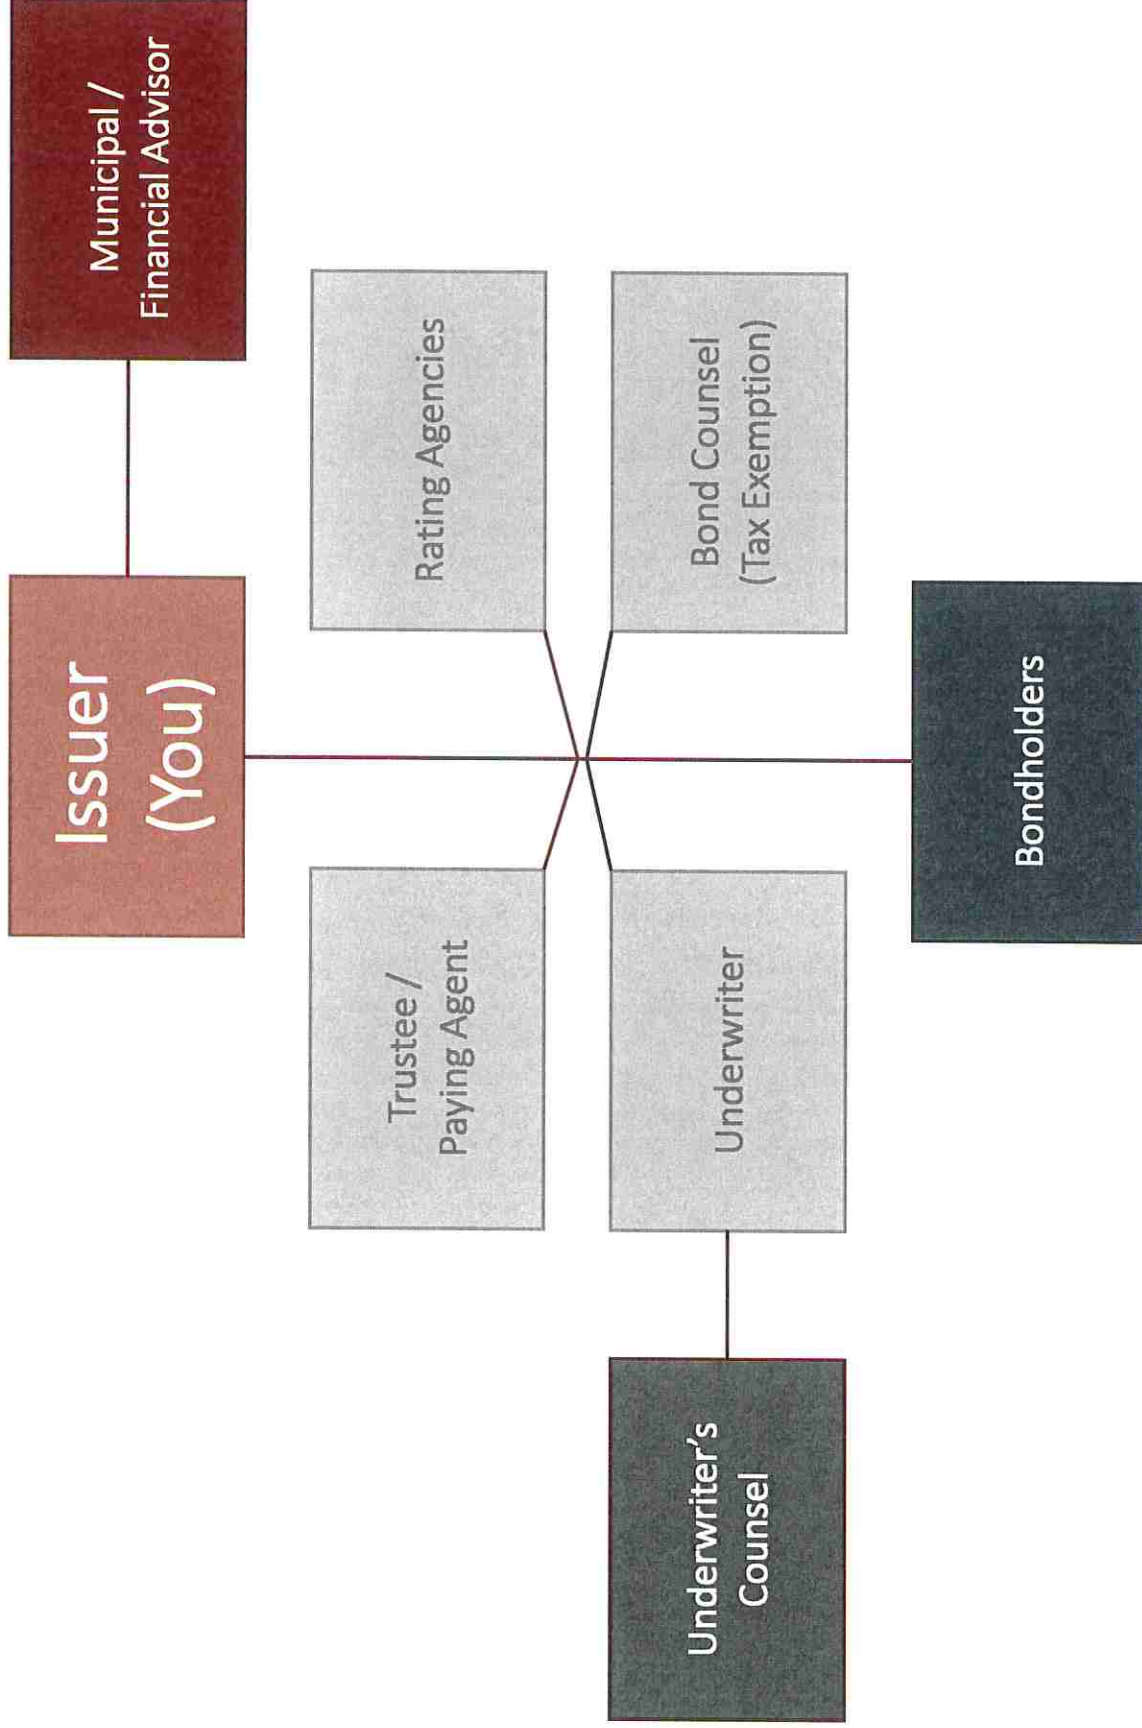 Issuer
(You)
Municipal /
Financial Advisor
Trustee /
Paying Agent
Rating Agencies
Underwriter's
Counsel
Underwriter
Bond Counsel
(Tax Exemption)
Bondholders